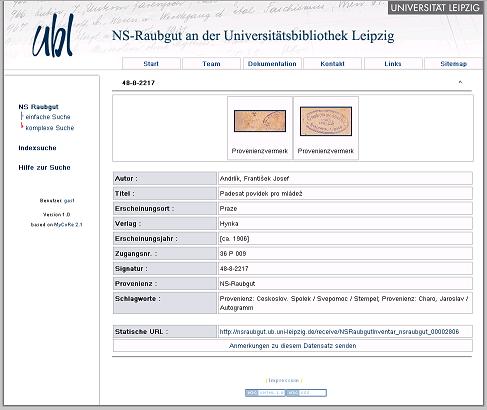 UNIVERSITÄT LEIPZIG
ubl
NS-Raubgut an der Universitätsbibliothek Leipzig
Start Team Dokumentation Kontakt Links Sitemap
48-8-2217
NS Raubgut
einfache Suche
komplexe Suche
Indexsuche
Hilfe zur Suche
Benutzer: gast
Version 1.0
based on MyCoRe 2.1
Provenienzvermerk Provenienzvermerk
Autor : Andrlík, František Josef
Titel : Padesat povídek pro mládež
Erscheinungsort : Praze
Verlag : Hynka
Erscheinungsjahr : [ca. 1906]
Zugangsnr. : 36 P 009
Signatur : 48-8-2217
Provenienz : NS-Raubgut
Schlagworte : Provenienz: Ceskoslov. Spolek / Svepomoc / Stempel; Provenienz: Charo, Jaroslav /
Autogramm
Statische URL : http://nsraubgut.ub.uni-leipzig.de/receive/NSRaubgutInventar_nsraubgut_00002806
Anmerkungen zu diesem Datensatz senden
| Impressum |